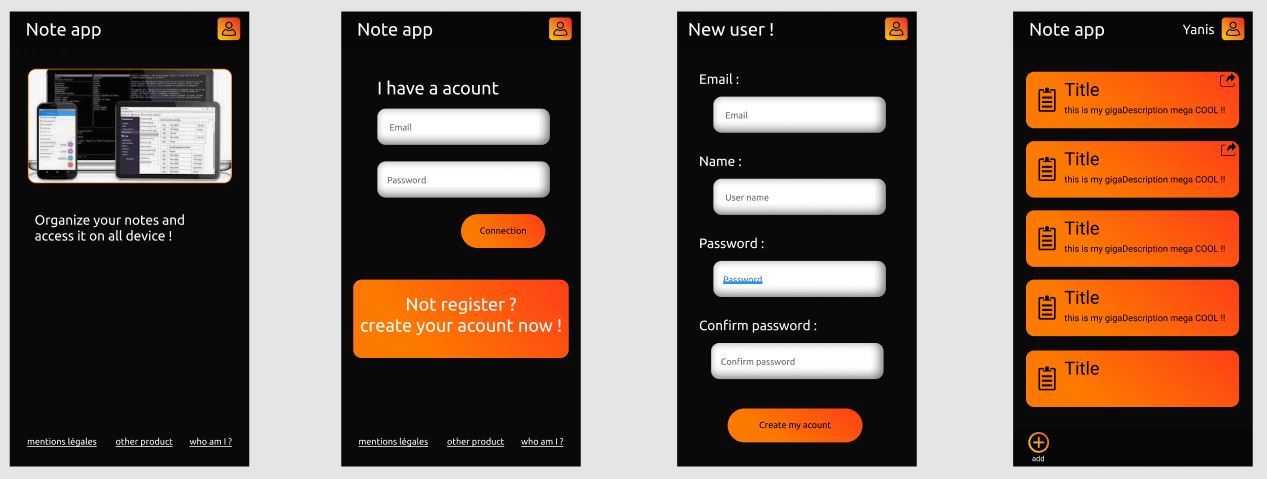 Note app
Organize your notes and
access it on all device !
mentions légales
other product
who am I ?
Note app
I have a acount
Email
Password
Connection
Not register ?
create your acount now !
mentions légales
other product
who am I ?
New user !
Email :
Email
Name :
User name
Password :
Password
Confirm password :
Confirm password
Create my acount
Note app
Yanis
Title
this is my gigaDescription mega COOL !!
Title
this is my gigaDescription mega COOL !!
Title
this is my gigaDescription mega COOL !!
Title
this is my gigaDescription mega COOL !!
Title
add